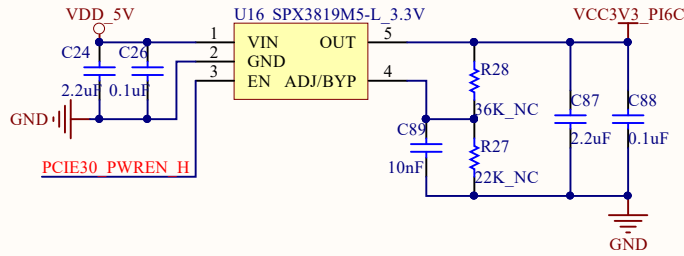 VDD_5V
U16 SPX3819M5-L_3.3V
VCC3V3_PI6C
C24
C26
2.2uF
0.1uF
GND
1
2
3
VIN
GND
EN
OUT
ADJ/BYP
5
4
R28
36K_NC
C89
10nF
R27
22K_NC
C87
2.2uF
C88
0.1uF
PCIE30_PWREN_H
GND